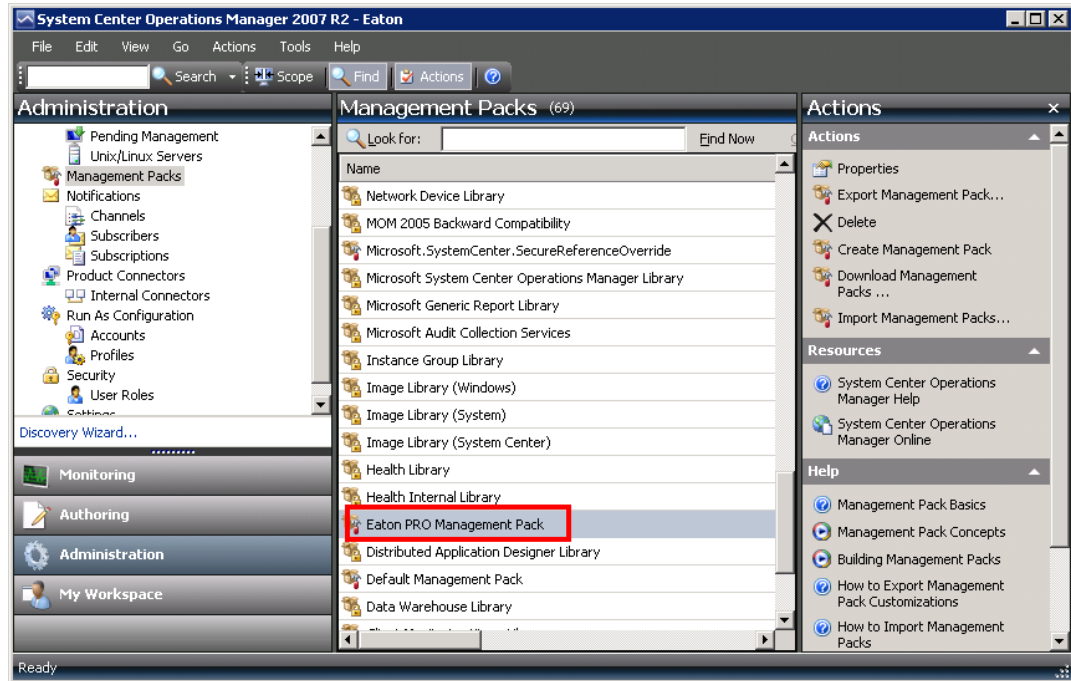 System Center Operations Manager 2007 R2 - Eaton
File Edit View Go Actions Tools Help
Search Scope Find Actions
Administration
Pending Management
Unix/Linux Servers
Management Packs
Notifications
Channels
Subscribers
Subscriptions
Product Connectors
Internal Connectors
Run As Configuration
Accounts
Profiles
Security
User Roles
Settings
Discovery Wizard...
Monitoring
Authoring
Administration
My Workspace
Management Packs (69)
Look for: Find Now
Name
Network Device Library
MOM 2005 Backward Compatibility
Microsoft.SystemCenter.SecureReferenceOverride
Microsoft System Center Operations Manager Library
Microsoft Generic Report Library
Microsoft Audit Collection Services
Instance Group Library
Image Library (Windows)
Image Library (System)
Image Library (System Center)
Health Library
Health Internal Library
Eaton PRO Management Pack
Distributed Application Designer Library
Default Management Pack
Data Warehouse Library
Actions
Actions
Properties
Export Management Pack...
Delete
Create Management Pack
Download Management
Packs ...
Import Management Packs...
Resources
System Center Operations
Manager Help
System Center Operations
Manager Online
Help
Management Pack Basics
Management Pack Concepts
Building Management Packs
How to Export Management
Pack Customizations
How to Import Management
Packs
Ready